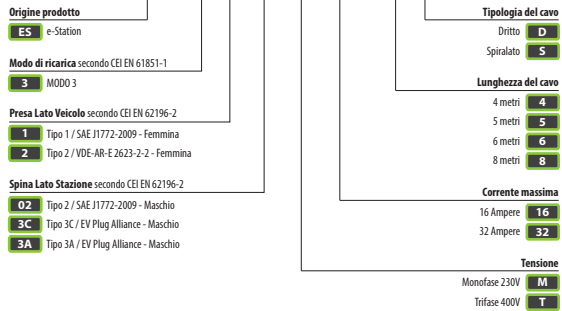 Origine prodotto
ES e-Station
Modo di ricarica secondo CEI EN 61851-1
3 MODO 3
Presa Lato Veicolo secondo CEI EN 62196-2
1 Tipo 1 / SAE J1772-2009 - Femmina
2 Tipo 2 / VDE-AR-E 2623-2-2 - Femmina
Spina Lato Stazione secondo CEI EN 62196-2
02 Tipo 2 / SAE J1772-2009 - Maschio
3C Tipo 3C / EV Plug Alliance - Maschio
3A Tipo 3A / EV Plug Alliance - Maschio
Tipologia del cavo
Dritto D
Spiralato S
Lunghezza del cavo
4 metri 4
5 metri 5
6 metri 6
8 metri 8
Corrente massima
16 Ampere 16
32 Ampere 32
Tensione
Monofase 230V M
Trifase 400V T